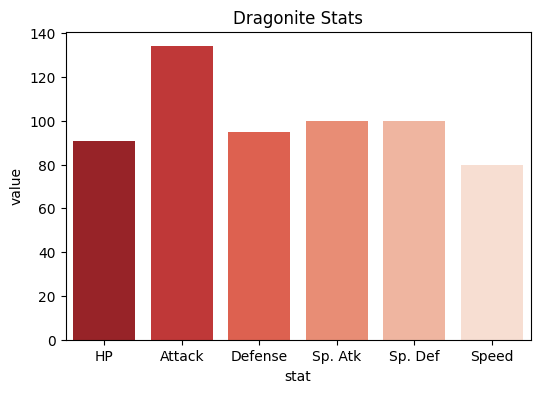 Dragonite Stats
140
120
100
80
60
40
20
0
value
HP Attack Defense Sp. Atk Sp. Def Speed
stat